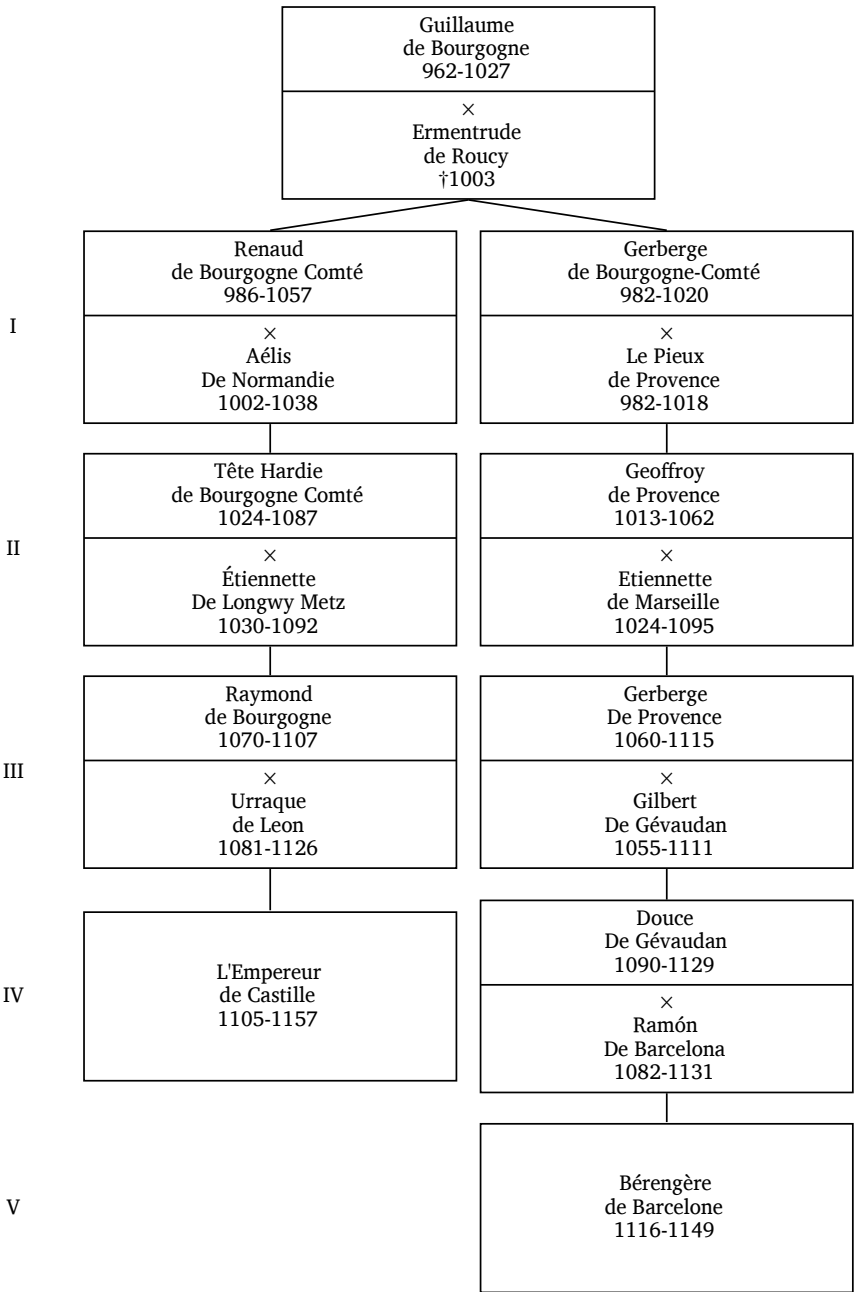 Guillaume
de Bourgogne
962-1027
×
Ermentrude
de Roucy
†1003
I
Renaud
de Bourgogne Comté
986-1057
×
Aélis
De Normandie
1002-1038
Gerberge
de Bourgogne-Comté
982-1020
×
Le Pieux
de Provence
982-1018
II
Tête Hardie
de Bourgogne Comté
1024-1087
×
Étiennette
De Longwy Metz
1030-1092
Geoffroy
de Provence
1013-1062
×
Etiennette
de Marseille
1024-1095
III
Raymond
de Bourgogne
1070-1107
×
Urraque
de Leon
1081-1126
Gerberge
De Provence
1060-1115
×
Gilbert
De Gévaudan
1055-1111
IV
L'Empereur
de Castille
1105-1157
Douce
De Gévaudan
1090-1129
×
Ramón
De Barcelona
1082-1131
V
Bérengère
de Barcelone
1116-1149